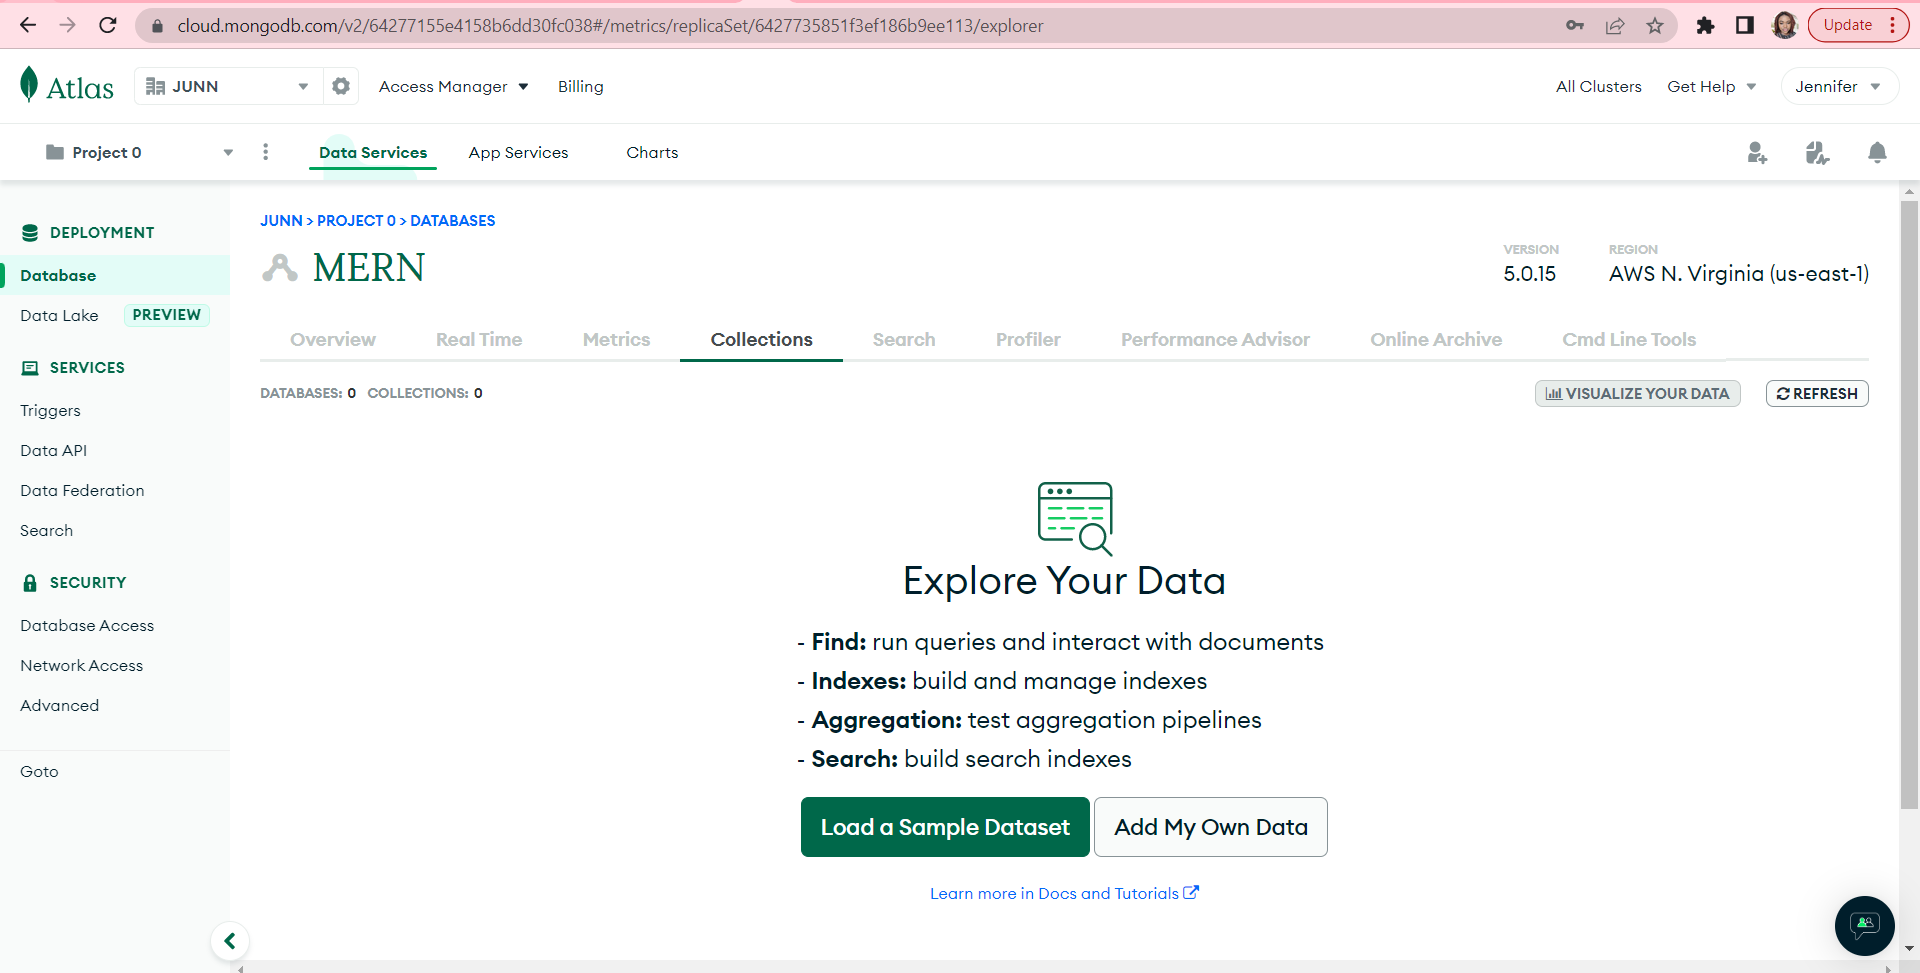 cloud.mongodb.com/v2/64277155e4158b6dd30fc038#/metrics/replicaSet/6427735851f3ef186b9ee113/explorer
Update
Atlas
JUNN
Access Manager
Billing
All Clusters
Get Help
Jennifer
Project 0
Data Services
App Services
Charts
DEPLOYMENT
Database
Data Lake PREVIEW
SERVICES
Triggers
Data API
Data Federation
Search
SECURITY
Database Access
Network Access
Advanced
Goto
JUNN > PROJECT 0 > DATABASES
MERN
VERSION
5.0.15
REGION
AWS N. Virginia (us-east-1)
Overview
Real Time
Metrics
Collections
Search
Profiler
Performance Advisor
Online Archive
Cmd Line Tools
DATABASES: 0 COLLECTIONS: 0
VISUALIZE YOUR DATA
REFRESH
Explore Your Data
- Find: run queries and interact with documents
- Indexes: build and manage indexes
- Aggregation: test aggregation pipelines
- Search: build search indexes
Load a Sample Dataset
Add My Own Data
Learn more in Docs and Tutorials